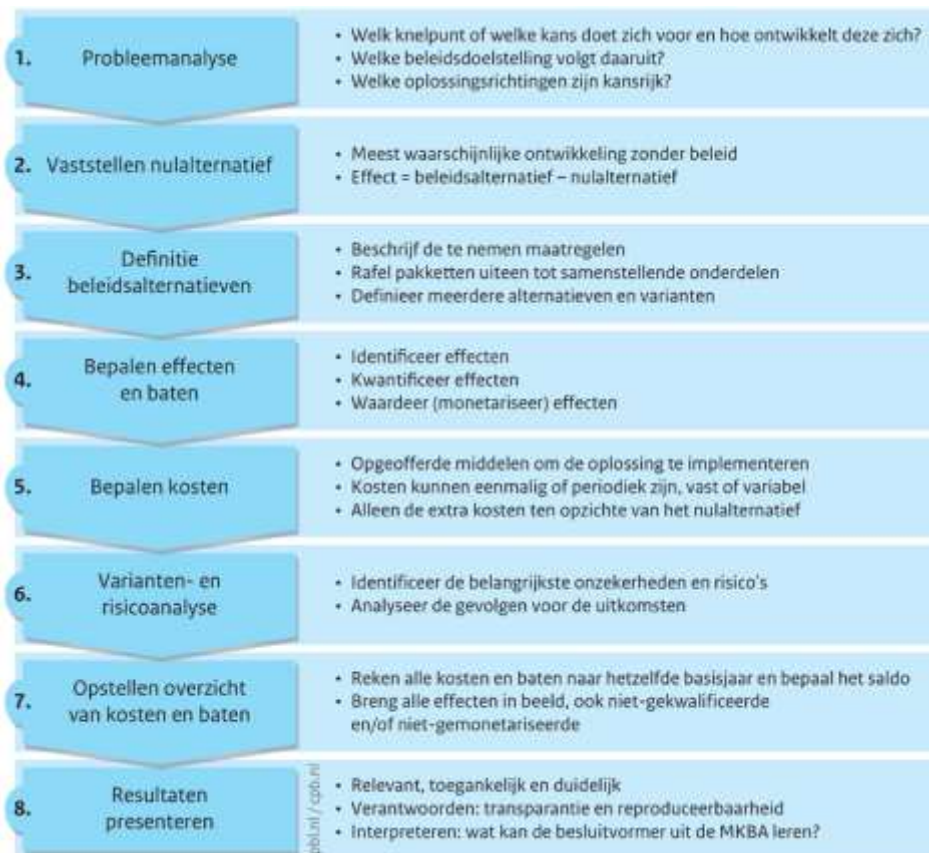 1. Probleemanalyse
• Welk knelpunt of welke kans doet zich voor en hoe ontwikkelt deze zich?
• Welke beleidsdoelstelling volgt daaruit?
• Welke oplossingsrichtingen zijn kansrijk?
2. Vaststellen nulalternatief
• Meest waarschijnlijke ontwikkeling zonder beleid
• Effect = beleidsalternatief – nulalternatief
3. Definitie
beleidsalternatieven
• Beschrijf de te nemen maatregelen
• Rafel pakketten uiteen tot samenstellende onderdelen
• Definieer meerdere alternatieven en varianten
4. Bepalen effecten
en baten
• Identificeer effecten
• Kwantificeer effecten
• Waardeer (monetariseer) effecten
5. Bepalen kosten
• Opgeofferde middelen om de oplossing te implementeren
• Kosten kunnen eenmalig of periodiek zijn, vast of variabel
• Alleen de extra kosten ten opzichte van het nulalternatief
6. Varianten- en
risicoanalyse
• Identificeer de belangrijkste onzekerheden en risico's
• Analyseer de gevolgen voor de uitkomsten
7. Opstellen overzicht
van kosten en baten
• Reken alle kosten en baten naar hetzelfde basisjaar en bepaal het saldo
• Breng alle effecten in beeld, ook niet-gekwalificeerde
en/of niet-gemonetariseerde
8. Resultaten
presenteren
• Relevant, toegankelijk en duidelijk
• Verantwoorden: transparantie en reproduceerbaarheid
• Interpreteren: wat kan de besluitvormer uit de MKBA leren?
pbl.nl / cpb.nl